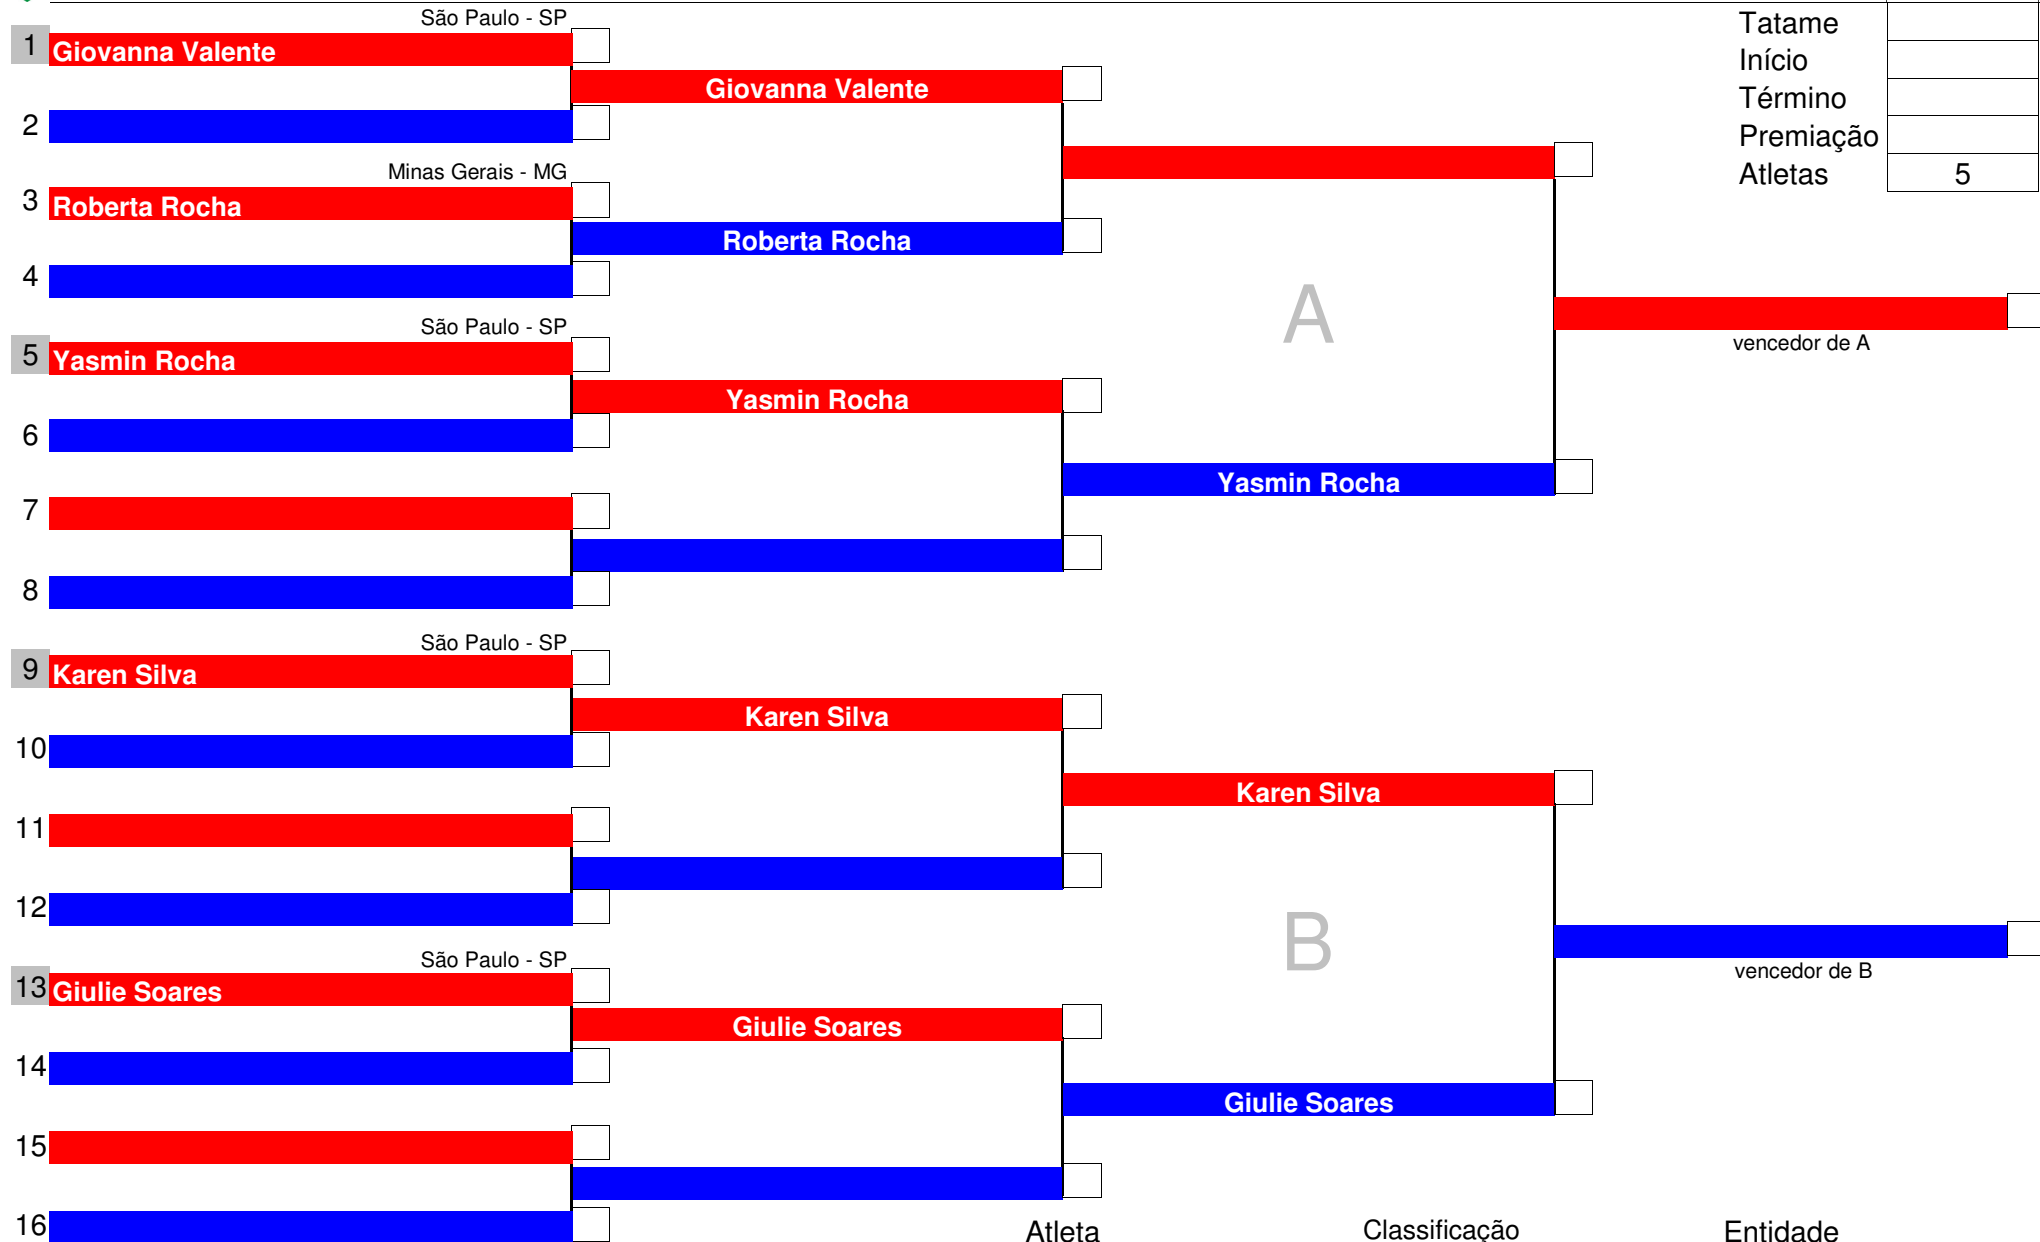 São Paulo - SP
Tatame
1 Giovanna Valente
Início
Giovanna Valente
Término
2
Premiação
Minas Gerais - MG
Atletas 5
3 Roberta Rocha
Roberta Rocha
4
A
São Paulo - SP
vencedor de A
5 Yasmin Rocha
Yasmin Rocha
6
Yasmin Rocha
7
8
São Paulo - SP
9 Karen Silva
Karen Silva
10
Karen Silva
11
12
B
São Paulo - SP
vencedor de B
13 Giulie Soares
Giulie Soares
14
Giulie Soares
15
16
Atleta Classificação Entidade